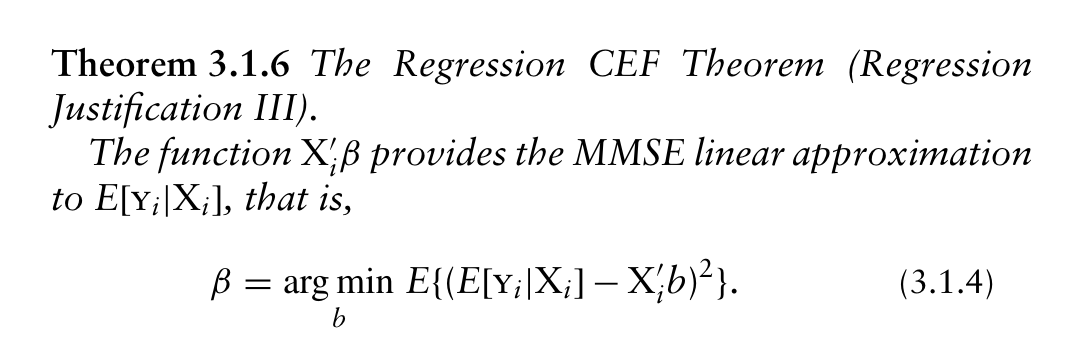 Theorem 3.1.6 The Regression CEF Theorem (Regression
Justification III).
The function X′ᵢβ provides the MMSE linear approximation
to E[Yᵢ|Xᵢ], that is,
β = arg min E{(E[Yᵢ|Xᵢ] − X′ᵢb)²}. (3.1.4)
b